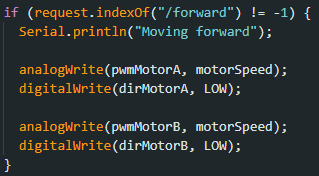 if (request.indexOf("/forward") != -1) {
  Serial.println("Moving forward");

  analogWrite(pwmMotorA, motorSpeed);
  digitalWrite(dirMotorA, LOW);

  analogWrite(pwmMotorB, motorSpeed);
  digitalWrite(dirMotorB, LOW);
}